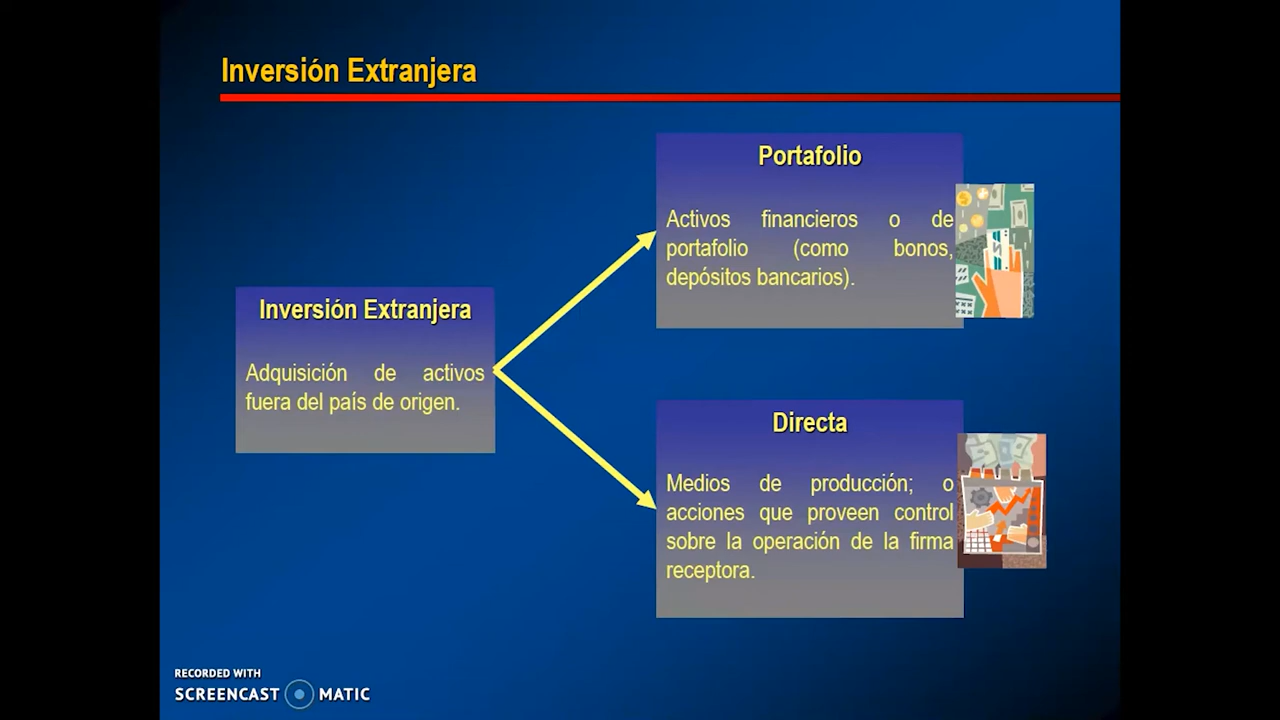 Inversión Extranjera
Portafolio
Activos financieros o de
portafolio (como bonos,
depósitos bancarios).
Inversión Extranjera
Adquisición de activos
fuera del país de origen.
Directa
Medios de producción; o
acciones que proveen control
sobre la operación de la firma
receptora.
RECORDED WITH
SCREENCAST MATIC